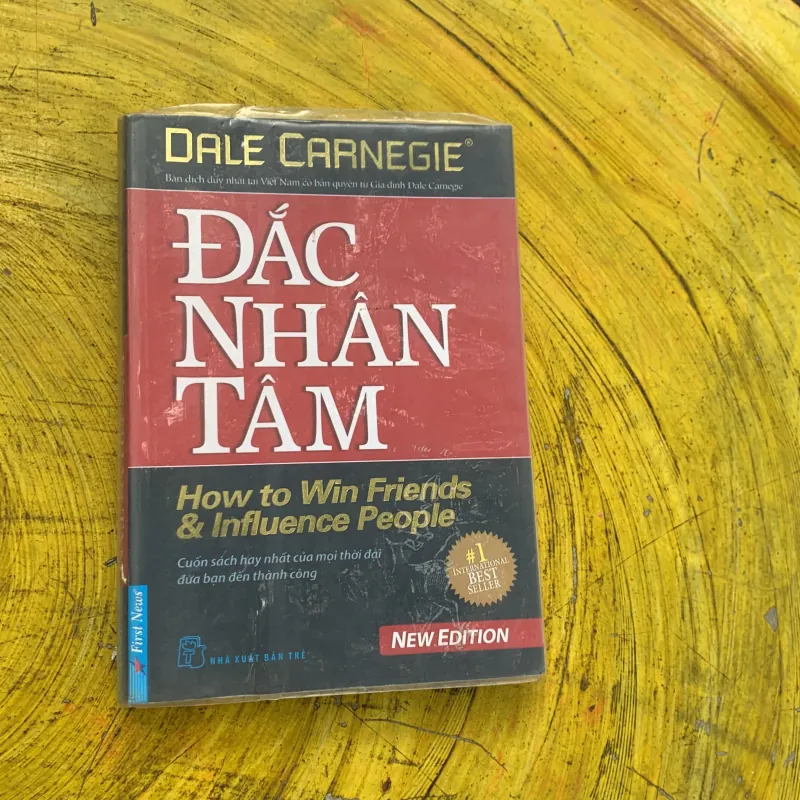 DALE CARNEGIE®
Bản dịch duy nhất tại Việt Nam có bản quyền từ Gia đình Dale Carnegie
ĐẮC
NHÂN
TÂM
How to Win Friends
& Influence People
Cuốn sách hay nhất của mọi thời đại
đưa bạn đến thành công
#1
INTERNATIONAL
BEST
SELLER
NEW EDITION
First News
NHÀ XUẤT BẢN TRẺ